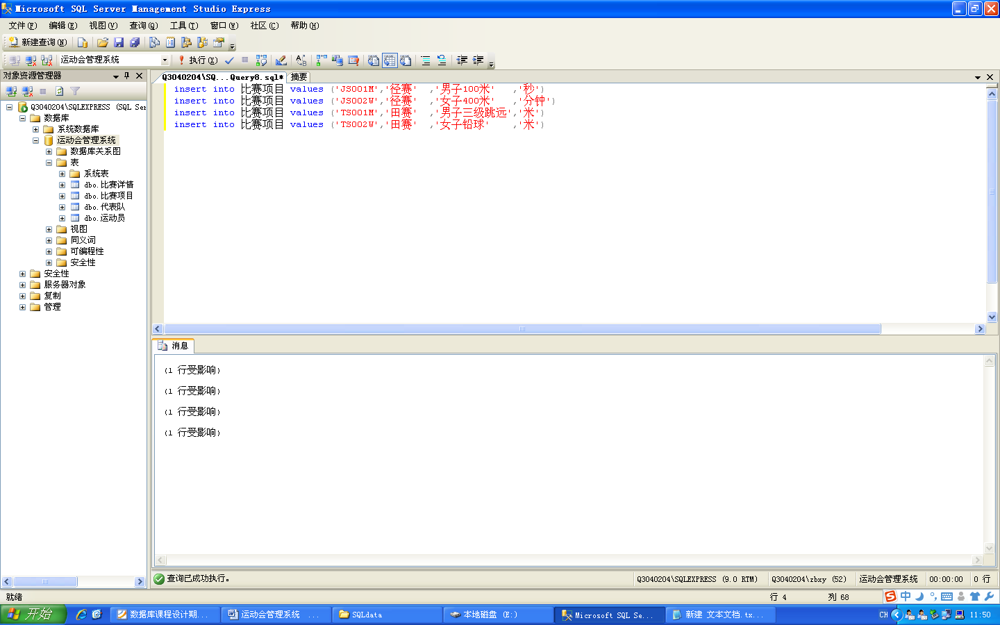 Microsoft SQL Server Management Studio Express
文件(F) 编辑(E) 视图(V) 查询(Q) 工具(T) 窗口(W) 社区(C) 帮助(H)
新建查询(N)
运动会管理系统 执行(X)
对象资源管理器
Q3040204\SQ...Query8.sql* 摘要
Q3040204\SQLEXPRESS (SQL Ser
数据库
系统数据库
运动会管理系统
数据库关系图
表
系统表
dbo.比赛详情
dbo.比赛项目
dbo.代表队
dbo.运动员
视图
同义词
可编程性
安全性
安全性
服务器对象
复制
管理
insert into 比赛项目 values ('JS001M','径赛' ,'男子100米' ,'秒')
insert into 比赛项目 values ('JS002W','径赛' ,'女子400米' ,'分钟')
insert into 比赛项目 values ('TS001M','田赛' ,'男子三级跳远','米')
insert into 比赛项目 values ('TS002W','田赛' ,'女子铅球' ,'米')
消息
(1 行受影响)
(1 行受影响)
(1 行受影响)
(1 行受影响)
查询已成功执行。 Q3040204\SQLEXPRESS (9.0 RTM) Q3040204\zbxy (52) 运动会管理系统 00:00:00 0 行
就绪 行 4 列 68 中
开始 数据库课程设计期... 运动会管理系统 ... SQLdata 本地磁盘 (E:) Microsoft SQL Se... 新建 文本文档.tx... CH 11:50